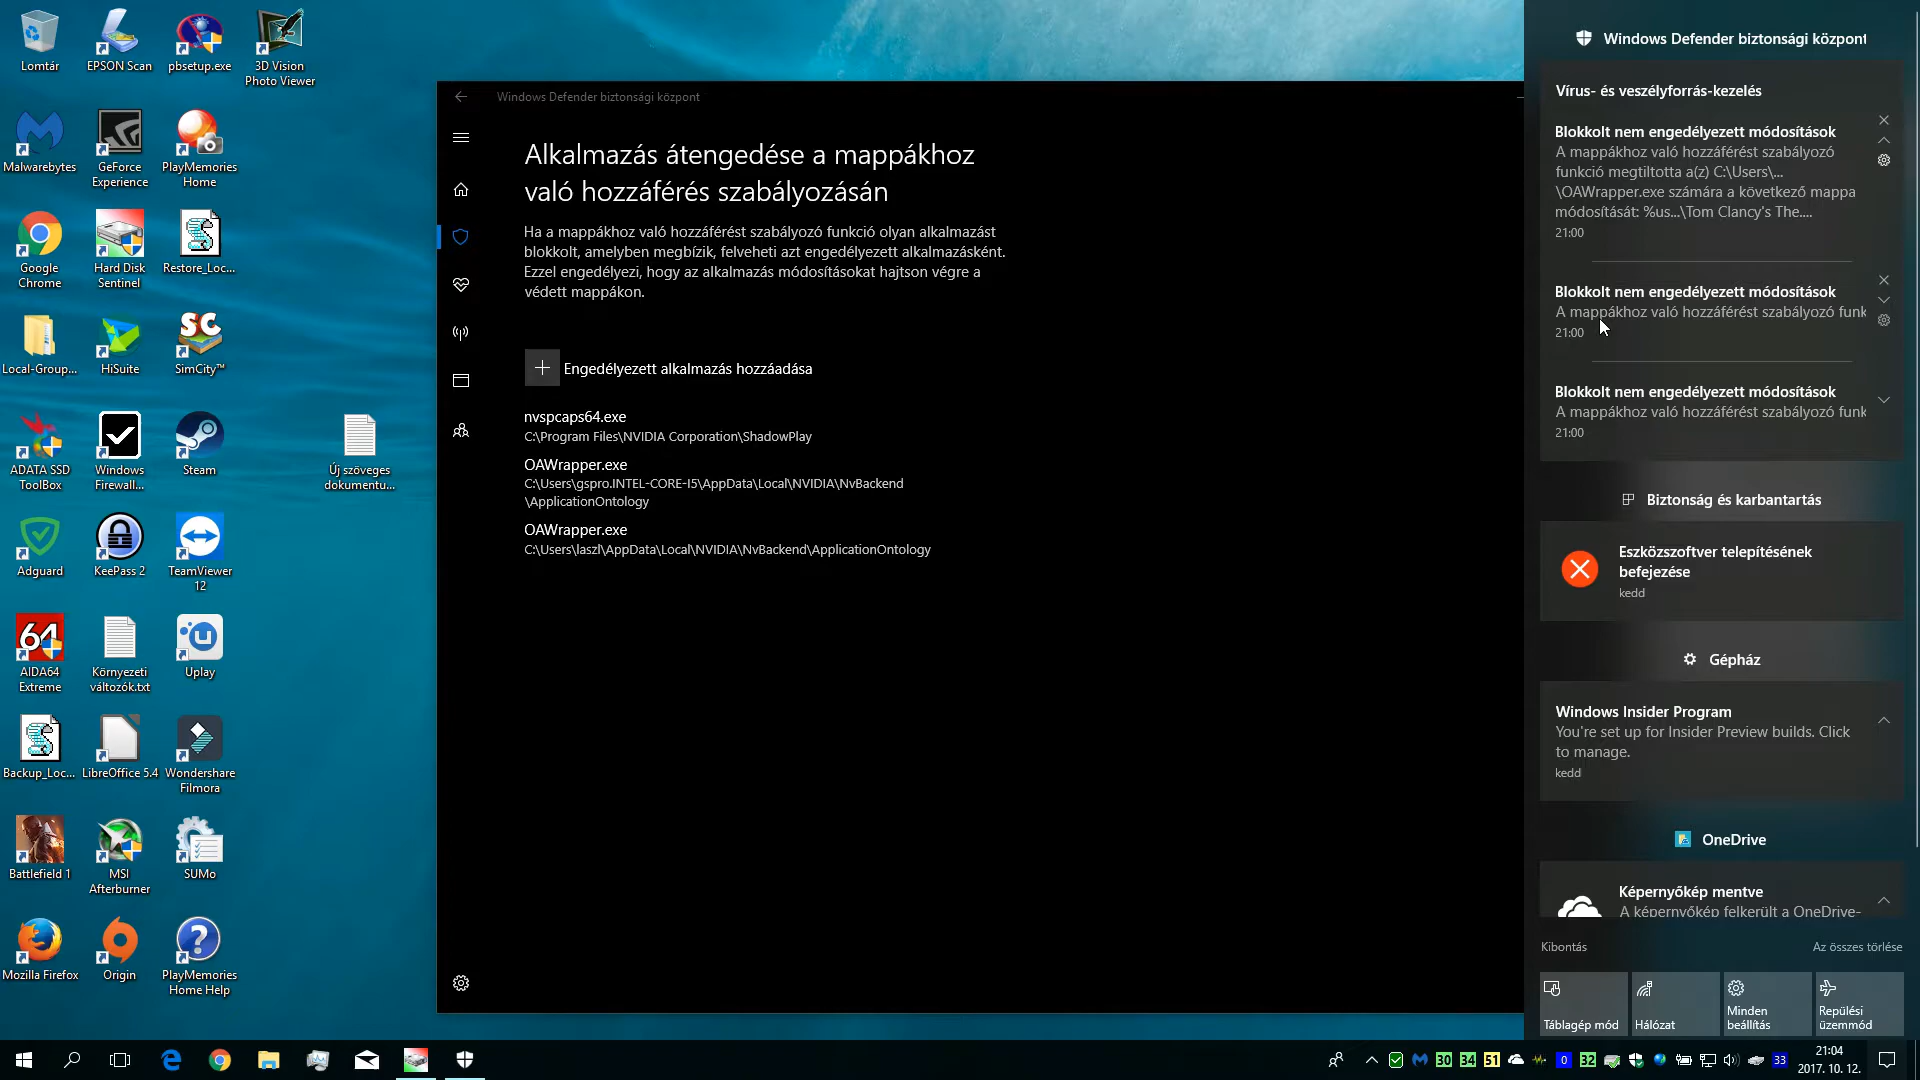 Lomtár
EPSON Scan
pbsetup.exe
3D Vision
Photo Viewer
Malwarebytes
GeForce
Experience
PlayMemories
Home
Google
Chrome
Hard Disk
Sentinel
Restore_Loc...
Local-Group...
HiSuite
SC
SimCity™
ADATA SSD
ToolBox
Windows
Firewall...
Steam
Új szöveges
dokumentu...
Adguard
KeePass 2
TeamViewer
12
64
AIDA64
Extreme
Környezeti
változók.txt
Uplay
Backup_Loc...
LibreOffice 5.4
Wondershare
Filmora
Battlefield 1
MSI
Afterburner
SUMo
Mozilla Firefox
Origin
PlayMemories
Home Help
Windows Defender biztonsági központ
Alkalmazás átengedése a mappákhoz
való hozzáférés szabályozásán
Ha a mappákhoz való hozzáférést szabályozó funkció olyan alkalmazást
blokkolt, amelyben megbízik, felveheti azt engedélyezett alkalmazásként.
Ezzel engedélyezi, hogy az alkalmazás módosításokat hajtson végre a
védett mappákon.
Engedélyezett alkalmazás hozzáadása
nvspcaps64.exe
C:\Program Files\NVIDIA Corporation\ShadowPlay
OAWrapper.exe
C:\Users\gspro.INTEL-CORE-I5\AppData\Local\NVIDIA\NvBackend
\ApplicationOntology
OAWrapper.exe
C:\Users\laszl\AppData\Local\NVIDIA\NvBackend\ApplicationOntology
Windows Defender biztonsági központ
Vírus- és veszélyforrás-kezelés
Blokkolt nem engedélyezett módosítások
A mappákhoz való hozzáférést szabályozó
funkció megtiltotta a(z) C:\Users\...
\OAWrapper.exe számára a következő mappa
módosítását: %us...\Tom Clancy's The....
21:00
Blokkolt nem engedélyezett módosítások
A mappákhoz való hozzáférést szabályozó funk
21:00
Blokkolt nem engedélyezett módosítások
A mappákhoz való hozzáférést szabályozó funk
21:00
Biztonság és karbantartás
Eszközszoftver telepítésének
befejezése
kedd
Gépház
Windows Insider Program
You're set up for Insider Preview builds. Click
to manage.
kedd
OneDrive
Képernyőkép mentve
A képernyőkép felkerült a OneDrive-
Kibontás
Az összes törlése
Táblagép mód
Hálózat
Minden
beállítás
Repülési
üzemmód
30
34
51
0
32
33
21:04
2017. 10. 12.